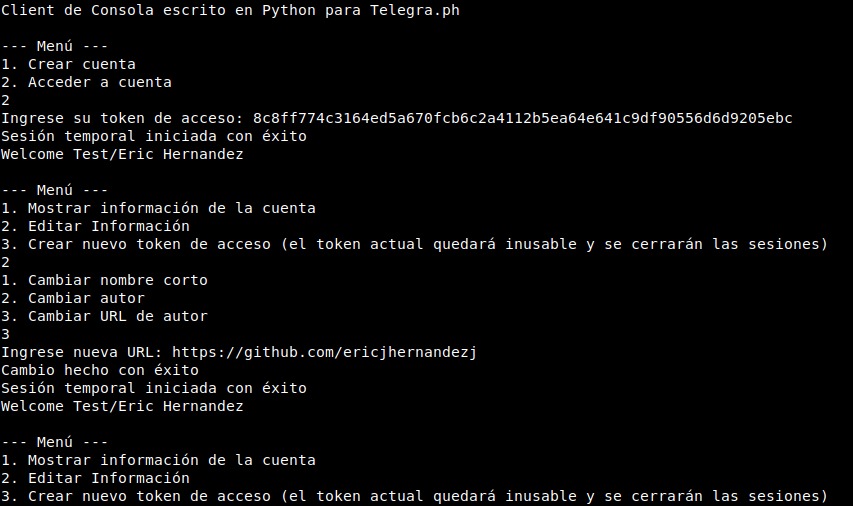 Client de Consola escrito en Python para Telegra.ph
--- Menú ---
1. Crear cuenta
2. Acceder a cuenta
2
Ingrese su token de acceso: 8c8ff774c3164ed5a670fcb6c2a4112b5ea64e641c9df90556d6d9205ebc
Sesión temporal iniciada con éxito
Welcome Test/Eric Hernandez
--- Menú ---
1. Mostrar información de la cuenta
2. Editar Información
3. Crear nuevo token de acceso (el token actual quedará inusable y se cerrarán las sesiones)
2
1. Cambiar nombre corto
2. Cambiar autor
3. Cambiar URL de autor
3
Ingrese nueva URL: https://github.com/ericjhernandezj
Cambio hecho con éxito
Sesión temporal iniciada con éxito
Welcome Test/Eric Hernandez
--- Menú ---
1. Mostrar información de la cuenta
2. Editar Información
3. Crear nuevo token de acceso (el token actual quedará inusable y se cerrarán las sesiones)